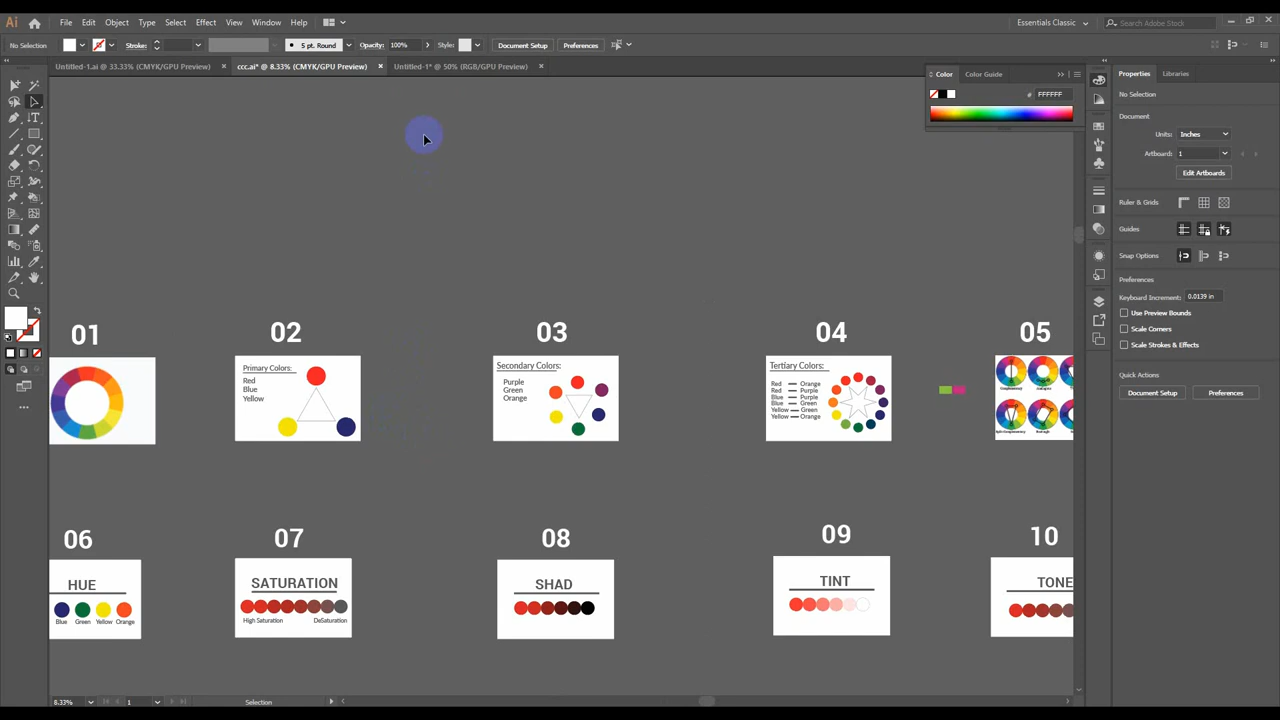 Ai File Edit Object Type Select Effect View Window Help Essentials Classic Search Adobe Stock
No Selection Stroke: 5 pt. Round Opacity: 100% Style: Document Setup Preferences
Untitled-1.ai @ 33.33% (CMYK/GPU Preview) × ccc.ai* @ 8.33% (CMYK/GPU Preview) × Untitled-1* @ 50% (RGB/GPU Preview) ×
Color Color Guide
# FFFFFF
Properties Libraries
No Selection
Document
Units: Inches
Artboard: 1
Edit Artboards
Ruler & Grids
Guides
Snap Options
Preferences
Keyboard Increment: 0.0139 in
Use Preview Bounds
Scale Corners
Scale Strokes & Effects
Quick Actions
Document Setup Preferences
01 02 03 04 05
Primary Colors:
Red
Blue
Yellow
Secondary Colors:
Purple
Green
Orange
Tertiary Colors:
Red Orange
Red Purple
Blue Purple
Blue Green
Yellow Green
Yellow Orange
06 07 08 09 10
HUE
Blue Green Yellow Orange
SATURATION
High Saturation DeSaturation
SHAD
TINT
TONE
8.33% 1 Selection